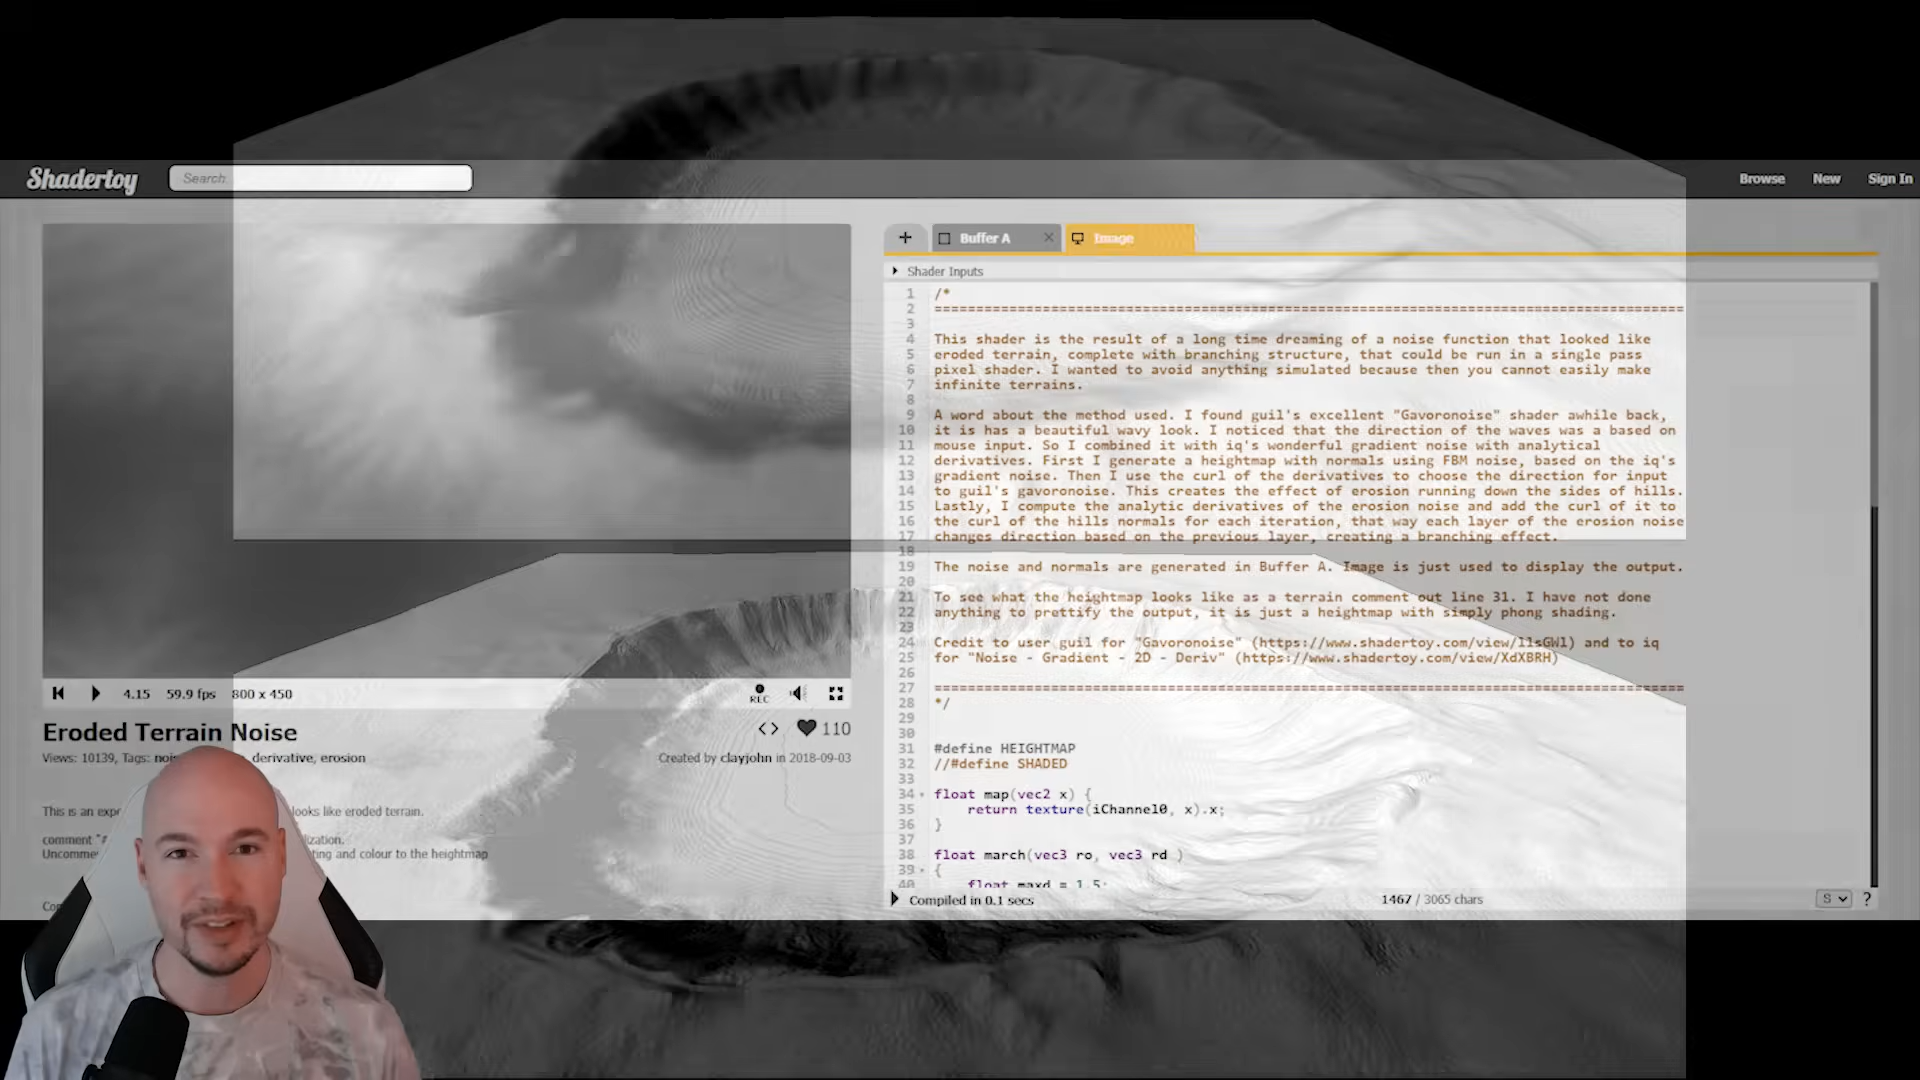 Shadertoy
Search
Browse
New
Sign In
+
Buffer A
Image
Shader Inputs
1 /*
2 ==========================================================================================
3
4 This shader is the result of a long time dreaming of a noise function that looked like
5 eroded terrain, complete with branching structure, that could be run in a single pass
6 pixel shader. I wanted to avoid anything simulated because then you cannot easily make
7 infinite terrains.
8
9 A word about the method used. I found guil's excellent "Gavoronoise" shader awhile back,
10 it is has a beautiful wavy look. I noticed that the direction of the waves was a based on
11 mouse input. So I combined it with iq's wonderful gradient noise with analytical
12 derivatives. First I generate a heightmap with normals using FBM noise, based on the iq's
13 gradient noise. Then I use the curl of the derivatives to choose the direction for input
14 to guil's gavoronoise. This creates the effect of erosion running down the sides of hills.
15 Lastly, I compute the analytic derivatives of the erosion noise and add the curl of it to
16 the curl of the hills normals for each iteration, that way each layer of the erosion noise
17 changes direction based on the previous layer, creating a branching effect.
18
19 The noise and normals are generated in Buffer A. Image is just used to display the output.
20
21 To see what the heightmap looks like as a terrain comment out line 31. I have not done
22 anything to prettify the output, it is just a heightmap with simply phong shading.
23
24 Credit to user guil for "Gavoronoise" (https://www.shadertoy.com/view/llsGWl) and to iq
25 for "Noise - Gradient - 2D - Deriv" (https://www.shadertoy.com/view/XdXBRH)
26
27 ==========================================================================================
28 */
29
30
31 #define HEIGHTMAP
32 //#define SHADED
33
34 float map(vec2 x) {
35 return texture(iChannel0, x).x;
36 }
37
38 float march(vec3 ro, vec3 rd )
39 {
40 float maxd = 1.5;
Compiled in 0.1 secs
1467 / 3065 chars
S
?
4.15 59.9 fps 800 x 450
REC
Eroded Terrain Noise
110
Views: 10139, Tags: derivative, erosion
Created by clayjohn in 2018-09-03
This is an looks like eroded terrain.
comment
ting and colour to the heightmap